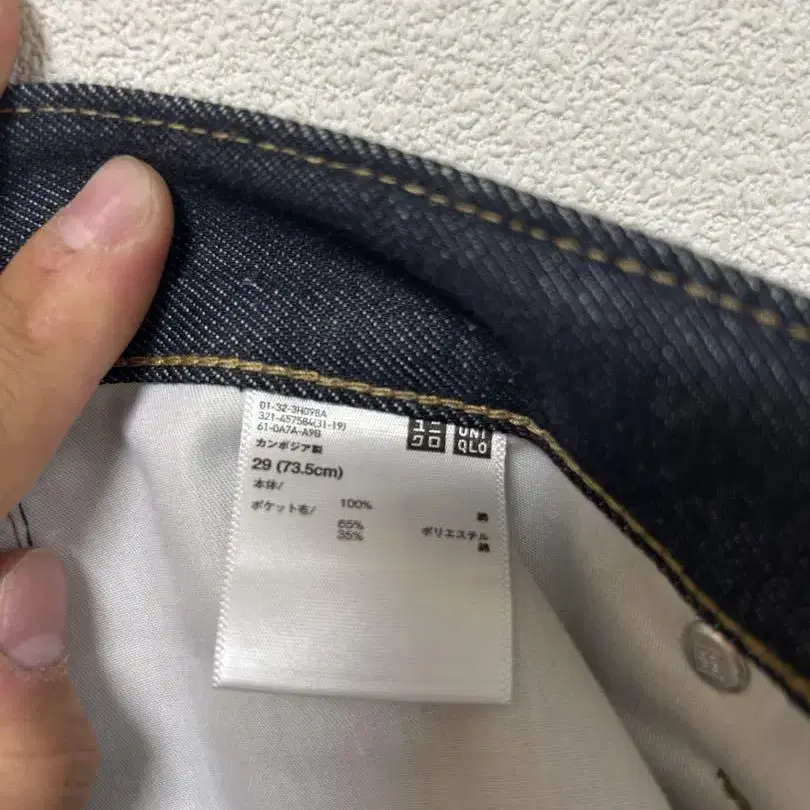 01-32-3H09BA
321-457584(31-19)
61-0A7A-A9B
カンボジア製
29 (73.5cm)
本体/
100% 綿
ポケット布/
65% ポリエステル
35% 綿
ユニ
クロ
UNI
QLO